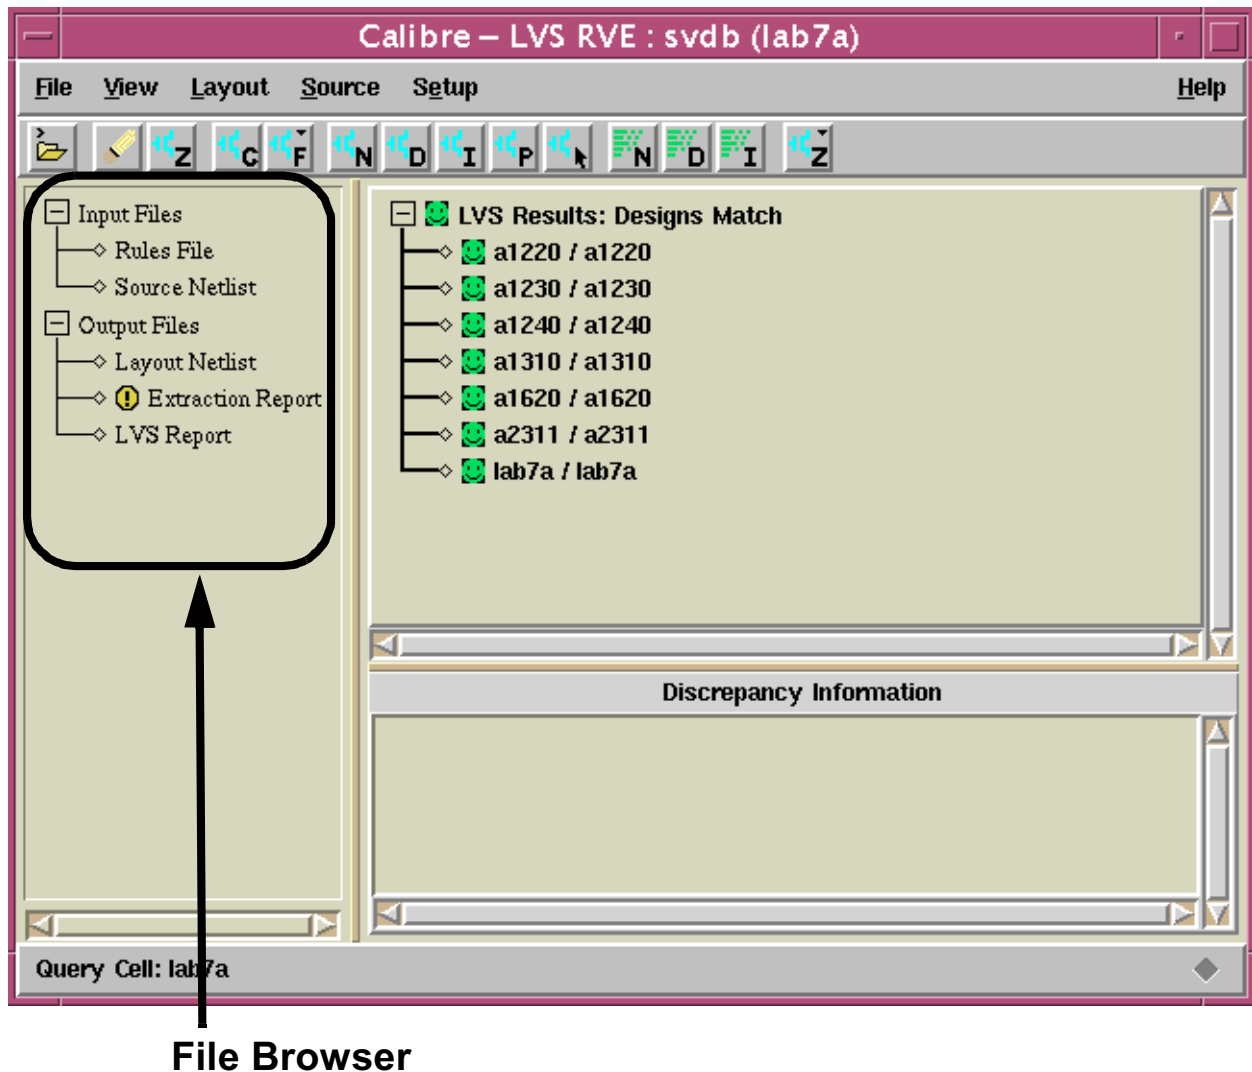 Calibre – LVS RVE : svdb (lab7a)
File View Layout Source Setup Help
Z C F N D I P N D I Z
Input Files
Rules File
Source Netlist
Output Files
Layout Netlist
Extraction Report
LVS Report
LVS Results: Designs Match
a1220 / a1220
a1230 / a1230
a1240 / a1240
a1310 / a1310
a1620 / a1620
a2311 / a2311
lab7a / lab7a
Discrepancy Information
Query Cell: lab7a
File Browser